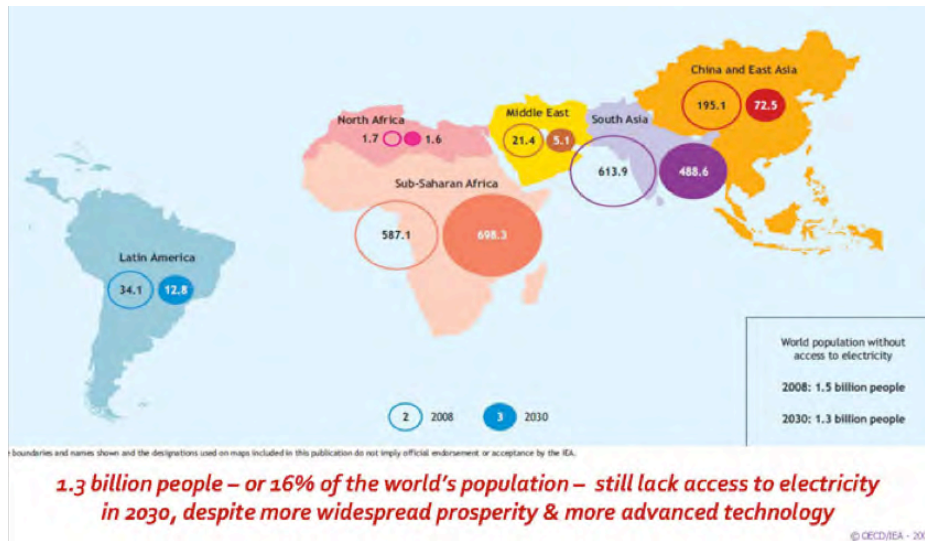 China and East Asia
195.1 72.5
North Africa
1.7 1.6
Middle East
21.4 5.1
South Asia
613.9 488.6
Sub-Saharan Africa
587.1 698.3
Latin America
34.1 12.8
World population without
access to electricity
2008: 1.5 billion people
2030: 1.3 billion people
2 2008 3 2030
boundaries and names shown and the designations used on maps included in this publication do not imply official endorsement or acceptance by the IEA.
1.3 billion people – or 16% of the world's population – still lack access to electricity
in 2030, despite more widespread prosperity & more advanced technology
© OECD/IEA - 200